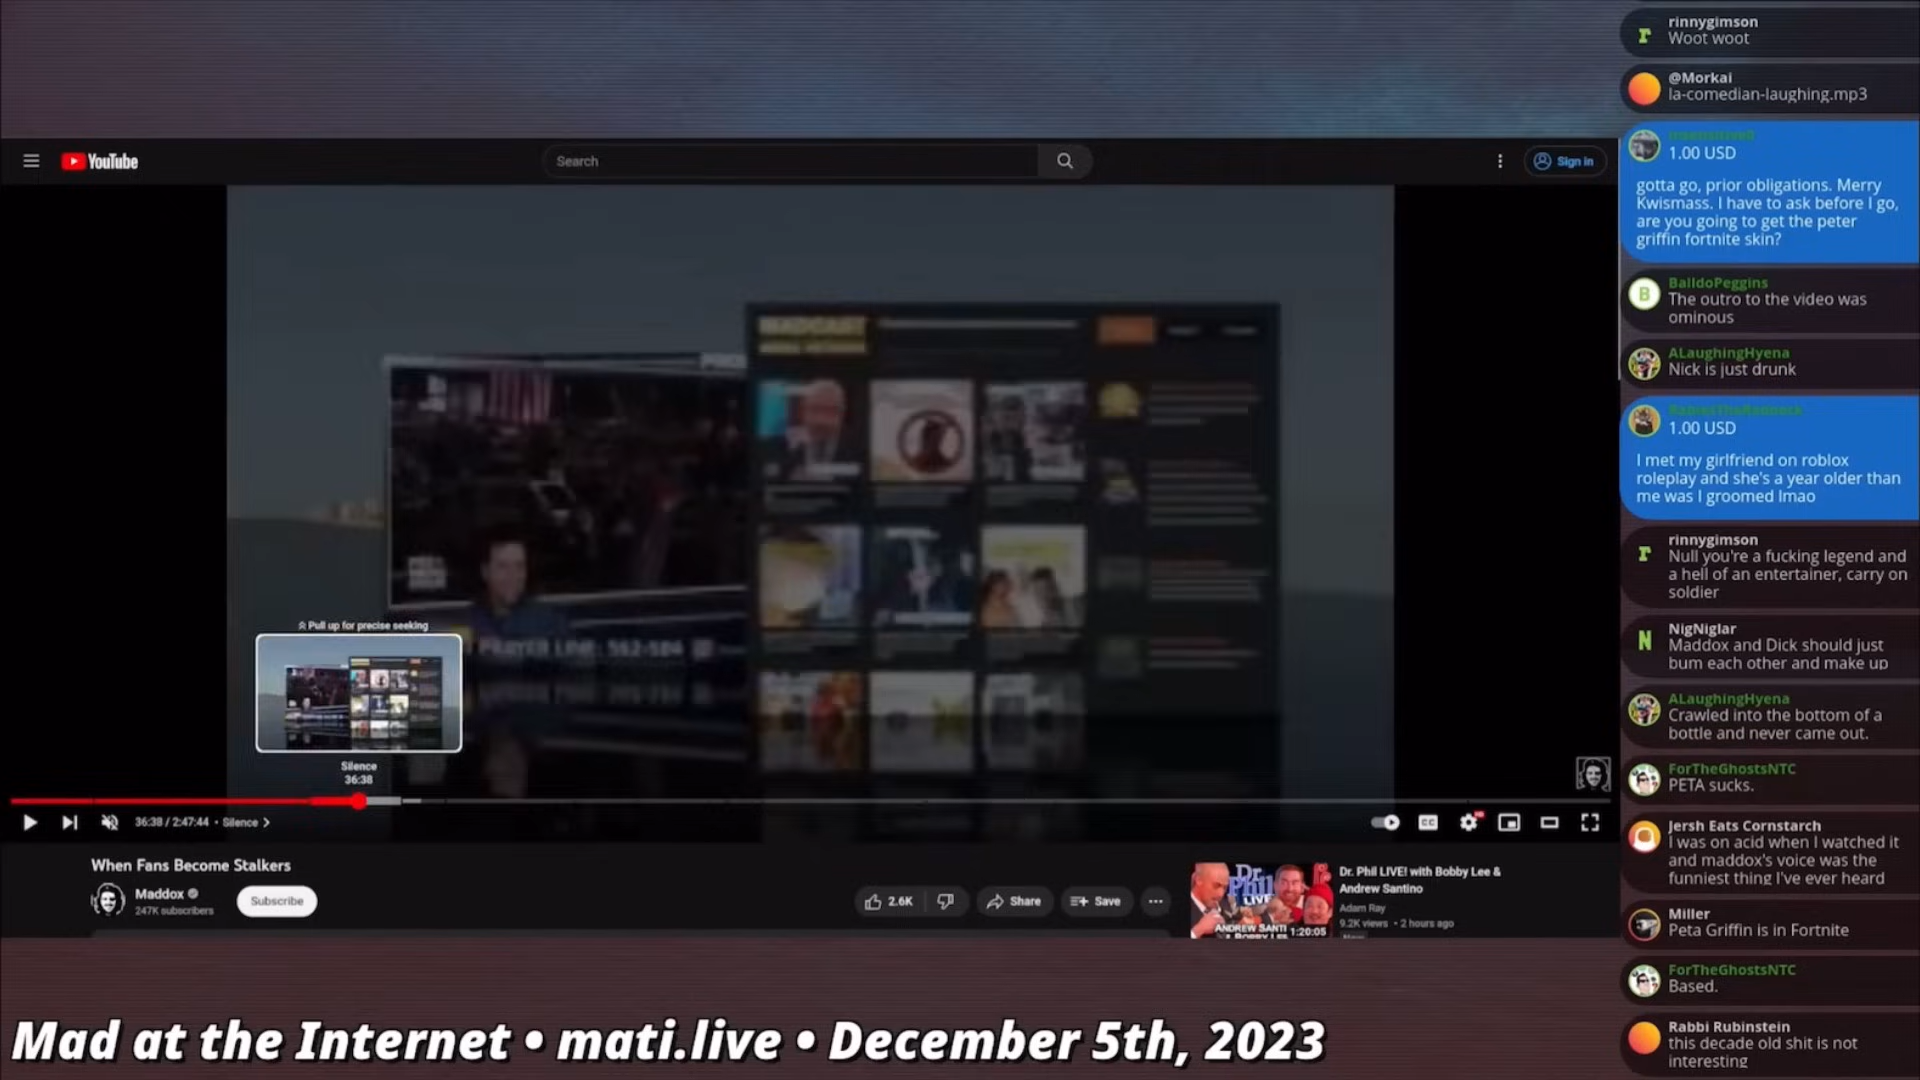 YouTube
Search
Sign in
Pull up for precise seeking
Silence
36:38
36:38 / 2:47:44 • Silence
CC
When Fans Become Stalkers
Maddox
247K subscribers
Subscribe
2.6K
Share
Save
Dr. Phil LIVE! with Bobby Lee &
Andrew Santino
Adam Ray
9.2K views • 2 hours ago
New
Dr. Phil
LIVE
1:20:05
PRAYER LINE:
Mad at the Internet • mati.live • December 5th, 2023
rinnygimson
Woot woot
@Morkai
la-comedian-laughing.mp3
1.00 USD
gotta go, prior obligations. Merry
Kwismass. I have to ask before I go,
are you going to get the peter
griffin fortnite skin?
BalldoPeggins
The outro to the video was
ominous
ALaughingHyena
Nick is just drunk
1.00 USD
I met my girlfriend on roblox
roleplay and she's a year older than
me was I groomed lmao
rinnygimson
Null you're a fucking legend and
a hell of an entertainer, carry on
soldier
NigNiglar
Maddox and Dick should just
bum each other and make up
ALaughingHyena
Crawled into the bottom of a
bottle and never came out.
ForTheGhostsNTC
PETA sucks.
Jersh Eats Cornstarch
I was on acid when I watched it
and maddox's voice was the
funniest thing I've ever heard
Miller
Peta Griffin is in Fortnite
ForTheGhostsNTC
Based.
Rabbi Rubinstein
this decade old shit is not
interesting